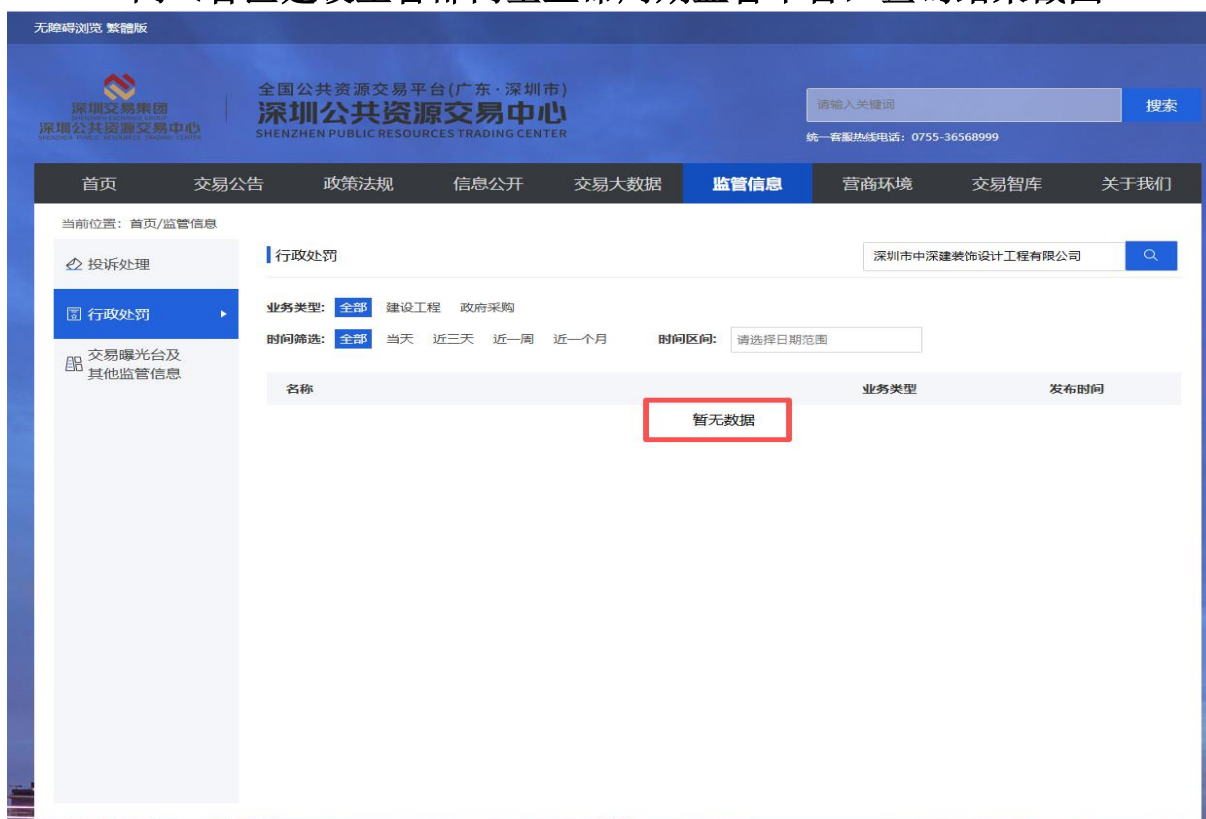 无障碍浏览 繁體版
深圳交易集团
深圳公共资源交易中心
全国公共资源交易平台(广东·深圳市)
深圳公共资源交易中心
SHENZHEN PUBLIC RESOURCES TRADING CENTER
请输入关键词
搜索
统一客服热线电话：0755-36568999
首页 交易公告 政策法规 信息公开 交易大数据 监管信息 营商环境 交易智库 关于我们
当前位置：首页/监管信息
投诉处理
行政处罚
交易曝光台及
其他监管信息
行政处罚
深圳市中深建装饰设计工程有限公司
业务类型: 全部 建设工程 政府采购
时间筛选: 全部 当天 近三天 近一周 近一个月 时间区间: 请选择日期范围
名称 业务类型 发布时间
暂无数据